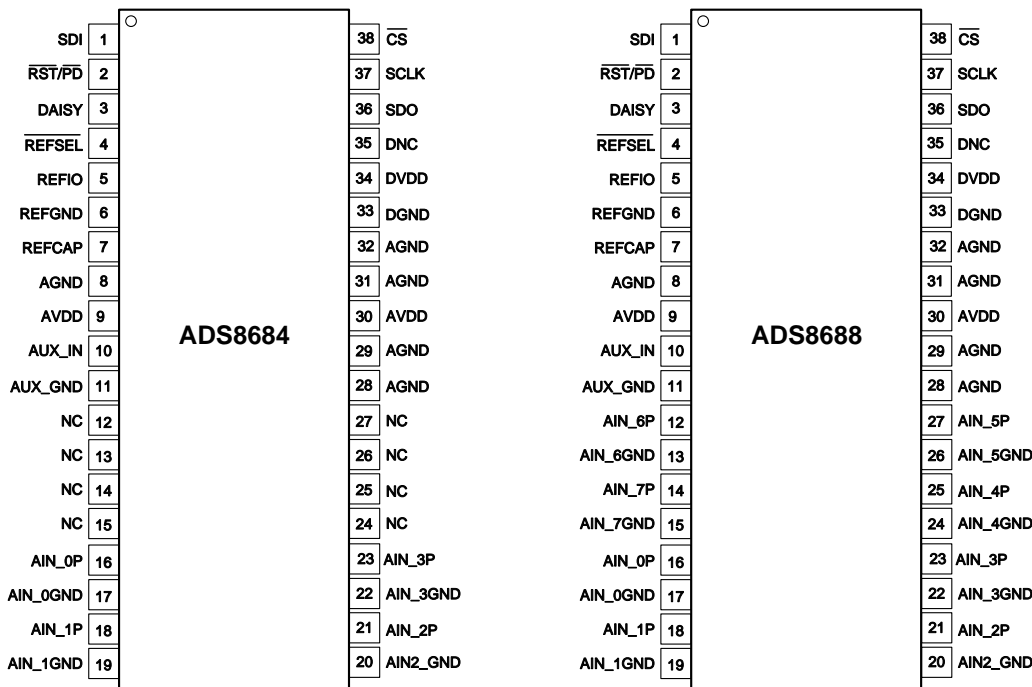 SDI 1 38 CS SDI 1 38 CS
RST/PD 2 37 SCLK RST/PD 2 37 SCLK
DAISY 3 36 SDO DAISY 3 36 SDO
REFSEL 4 35 DNC REFSEL 4 35 DNC
REFIO 5 34 DVDD REFIO 5 34 DVDD
REFGND 6 33 DGND REFGND 6 33 DGND
REFCAP 7 32 AGND REFCAP 7 32 AGND
AGND 8 31 AGND AGND 8 31 AGND
AVDD 9 ADS8684 30 AVDD AVDD 9 ADS8688 30 AVDD
AUX_IN 10 29 AGND AUX_IN 10 29 AGND
AUX_GND 11 28 AGND AUX_GND 11 28 AGND
NC 12 27 NC AIN_6P 12 27 AIN_5P
NC 13 26 NC AIN_6GND 13 26 AIN_5GND
NC 14 25 NC AIN_7P 14 25 AIN_4P
NC 15 24 NC AIN_7GND 15 24 AIN_4GND
AIN_0P 16 23 AIN_3P AIN_0P 16 23 AIN_3P
AIN_0GND 17 22 AIN_3GND AIN_0GND 17 22 AIN_3GND
AIN_1P 18 21 AIN_2P AIN_1P 18 21 AIN_2P
AIN_1GND 19 20 AIN2_GND AIN_1GND 19 20 AIN2_GND